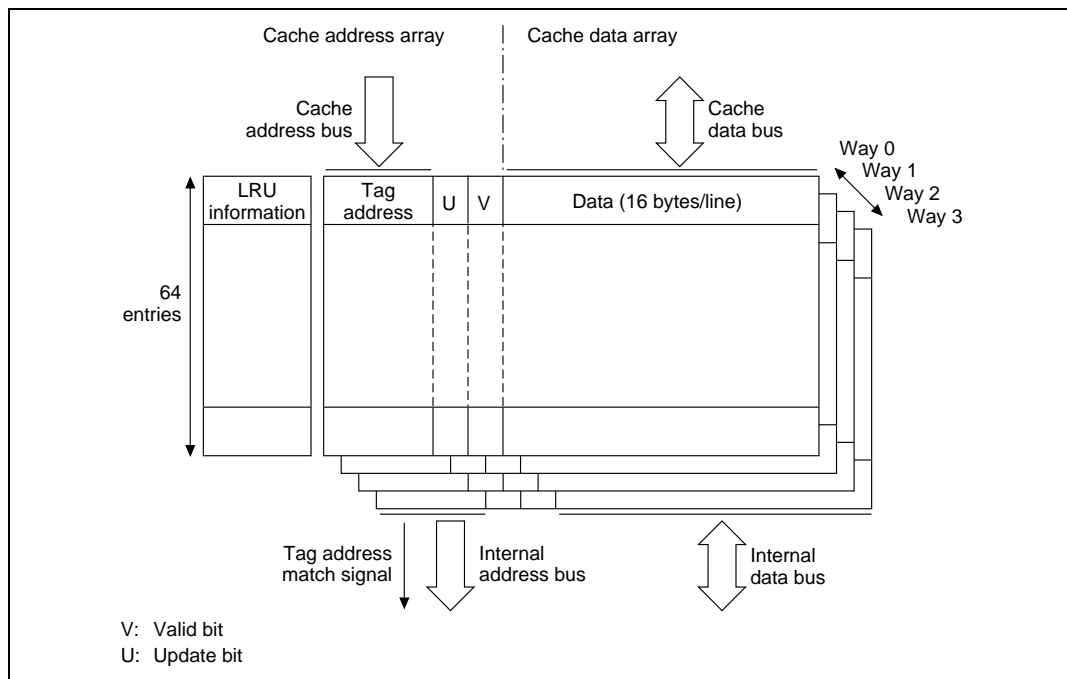 Cache address array
Cache data array
Cache
address bus
Cache
data bus
Way 0
Way 1
Way 2
Way 3
LRU
information
Tag
address
U
V
Data (16 bytes/line)
64
entries
Tag address
match signal
Internal
address bus
Internal
data bus
V: Valid bit
U: Update bit